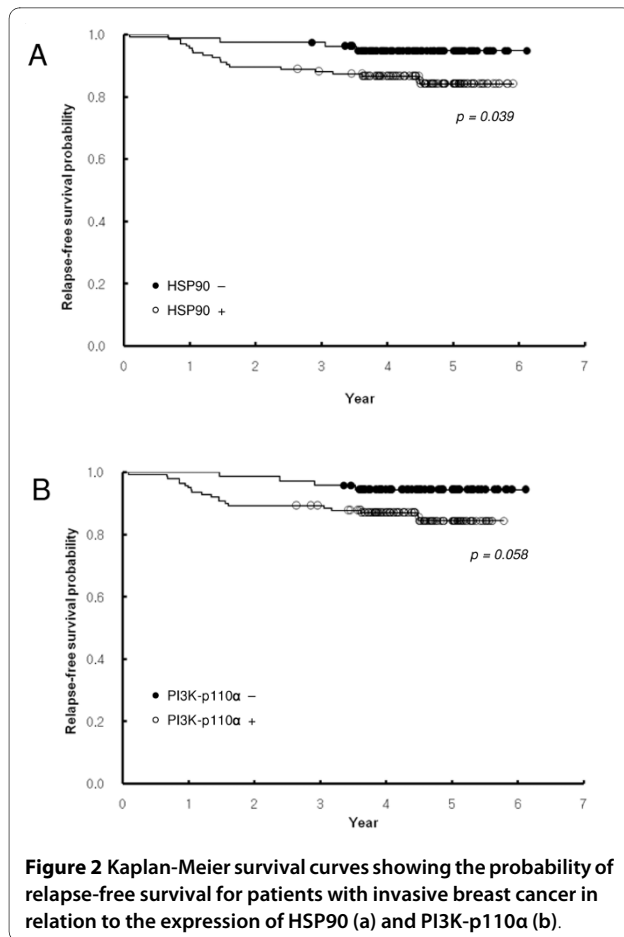 A
Relapse-free survival probability
1.0
0.8
0.6
0.4
0.2
0.0
p = 0.039
● HSP90 −
○ HSP90 +
0 1 2 3 4 5 6 7
Year
B
Relapse-free survival probability
1.0
0.8
0.6
0.4
0.2
0.0
p = 0.058
● PI3K-p110α −
○ PI3K-p110α +
0 1 2 3 4 5 6 7
Year
Figure 2 Kaplan-Meier survival curves showing the probability of
relapse-free survival for patients with invasive breast cancer in
relation to the expression of HSP90 (a) and PI3K-p110α (b).